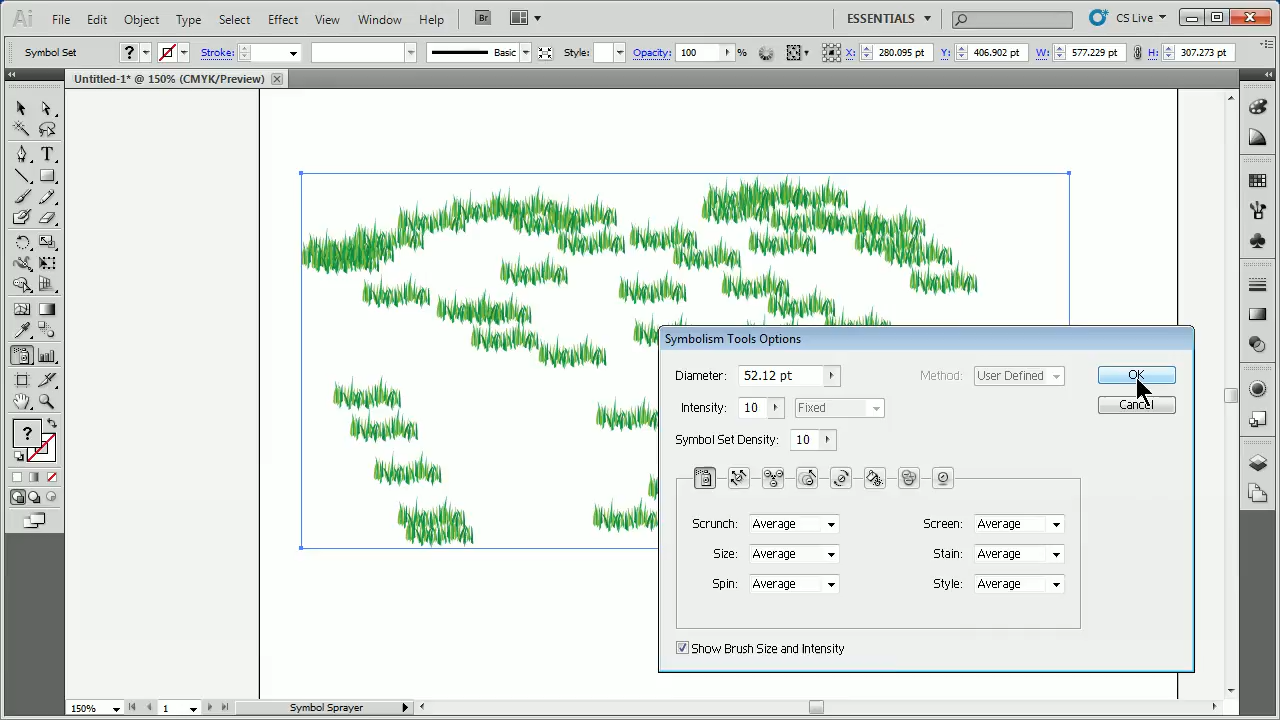 Ai File Edit Object Type Select Effect View Window Help Br ESSENTIALS CS Live
Symbol Set ? Stroke: Basic Style: Opacity: 100 % X: 280.095 pt Y: 406.902 pt W: 577.229 pt H: 307.273 pt
Untitled-1* @ 150% (CMYK/Preview)
Symbolism Tools Options
Diameter: 52.12 pt Method: User Defined OK
Intensity: 10 Fixed Cancel
Symbol Set Density: 10
Scrunch: Average Screen: Average
Size: Average Stain: Average
Spin: Average Style: Average
Show Brush Size and Intensity
T
?
150% 1 Symbol Sprayer